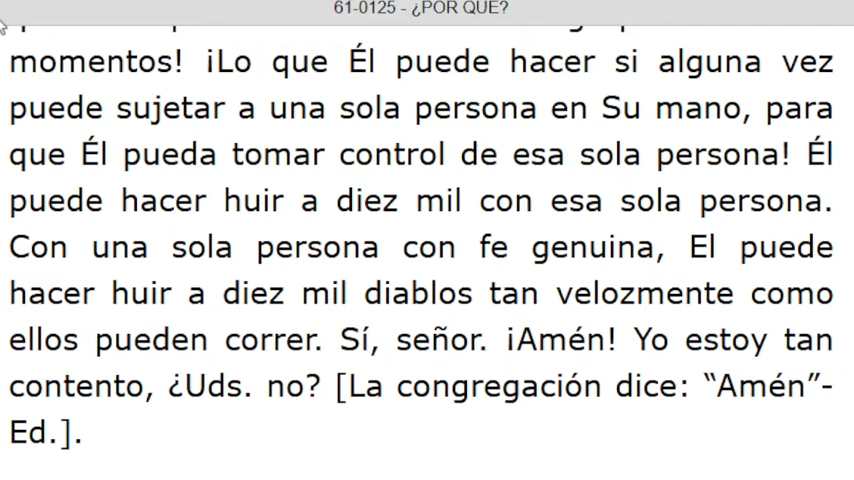 61-0125 - ¿POR QUE?
momentos! ¡Lo que Él puede hacer si alguna vez
puede sujetar a una sola persona en Su mano, para
que Él pueda tomar control de esa sola persona! Él
puede hacer huir a diez mil con esa sola persona.
Con una sola persona con fe genuina, El puede
hacer huir a diez mil diablos tan velozmente como
ellos pueden correr. Sí, señor. ¡Amén! Yo estoy tan
contento, ¿Uds. no? [La congregación dice: “Amén”-
Ed.].